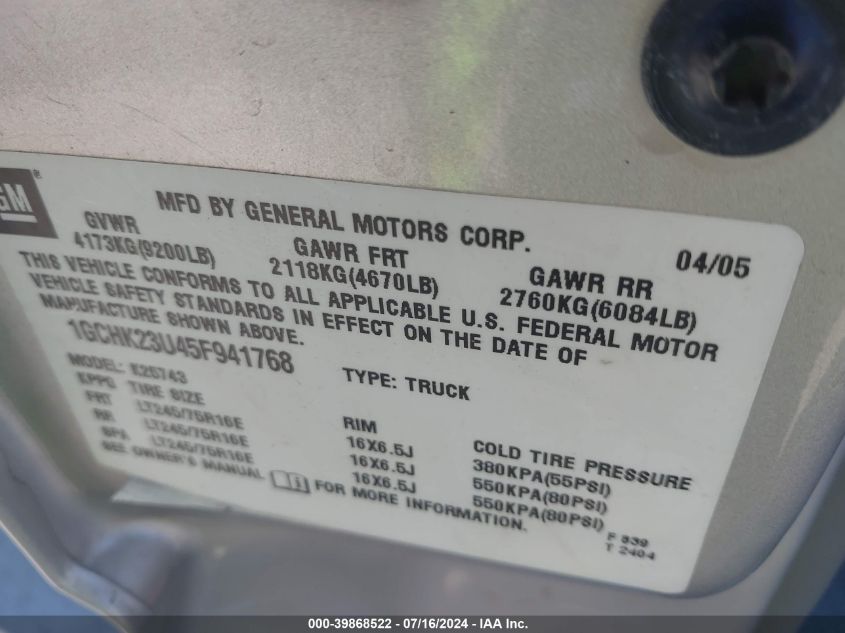 GM®
MFD BY GENERAL MOTORS CORP. 04/05
GVWR GAWR FRT GAWR RR
4173KG(9200LB) 2118KG(4670LB) 2760KG(6084LB)
THIS VEHICLE CONFORMS TO ALL APPLICABLE U.S. FEDERAL MOTOR
VEHICLE SAFETY STANDARDS IN EFFECT ON THE DATE OF
MANUFACTURE SHOWN ABOVE.
1GCHK23U45F941768 TYPE: TRUCK
MODEL: K25743
KPPG TIRE SIZE RIM COLD TIRE PRESSURE
FRT LT245/75R16E 16X6.5J 380KPA(55PSI)
RR LT245/75R16E 16X6.5J 550KPA(80PSI)
SPA LT245/75R16E 16X6.5J 550KPA(80PSI)
SEE OWNER'S MANUAL FOR MORE INFORMATION.
F 839
T 2404
000-39868522 - 07/16/2024 - IAA Inc.